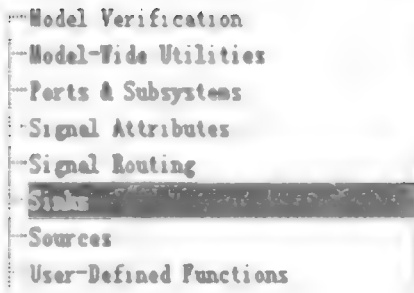 Model Verification
Model-Wide Utilities
Ports & Subsystems
Signal Attributes
Signal Routing
Sinks
Sources
User-Defined Functions